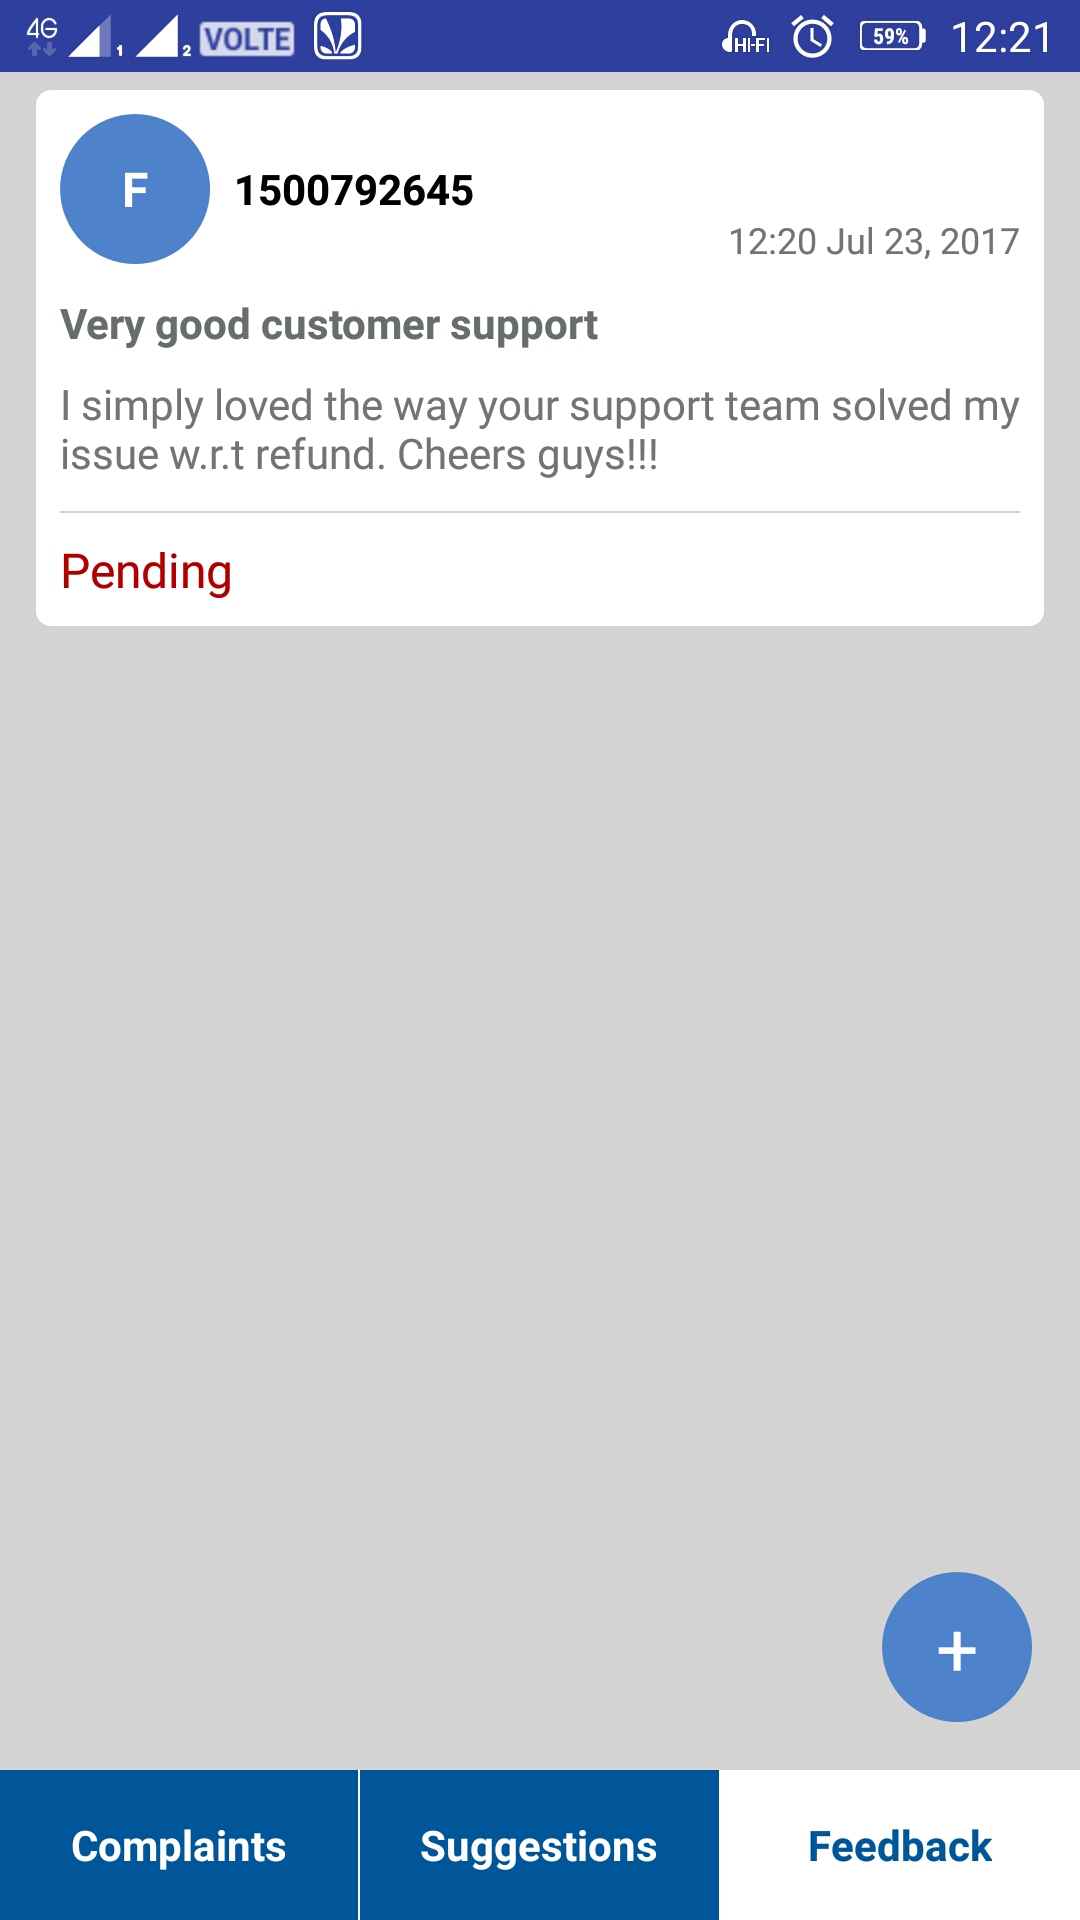 4G 1 2 VOLTE HI-FI 59% 12:21
F 1500792645
12:20 Jul 23, 2017
Very good customer support
I simply loved the way your support team solved my
issue w.r.t refund. Cheers guys!!!
Pending
+
Complaints Suggestions Feedback